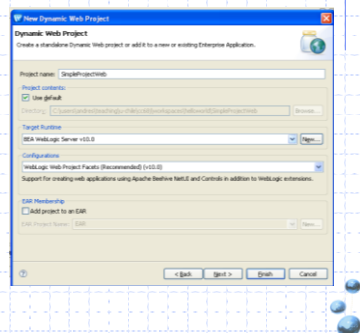 New Dynamic Web Project
Dynamic Web Project
Create a standalone Dynamic Web project or add it to a new or existing Enterprise Application.
Project name: SimpleProjectWeb
Project contents:
Use default
Directory:
Browse...
Target Runtime
BEA WebLogic Server v10.0
New...
Configurations
WebLogic Web Project Facets (Recommended) (v10.0)
Support for creating web applications using Apache Beehive NetUI and Controls in addition to WebLogic extensions.
EAR Membership
Add project to an EAR
EAR Project Name: EAR
New...
< Back
Next >
Finish
Cancel